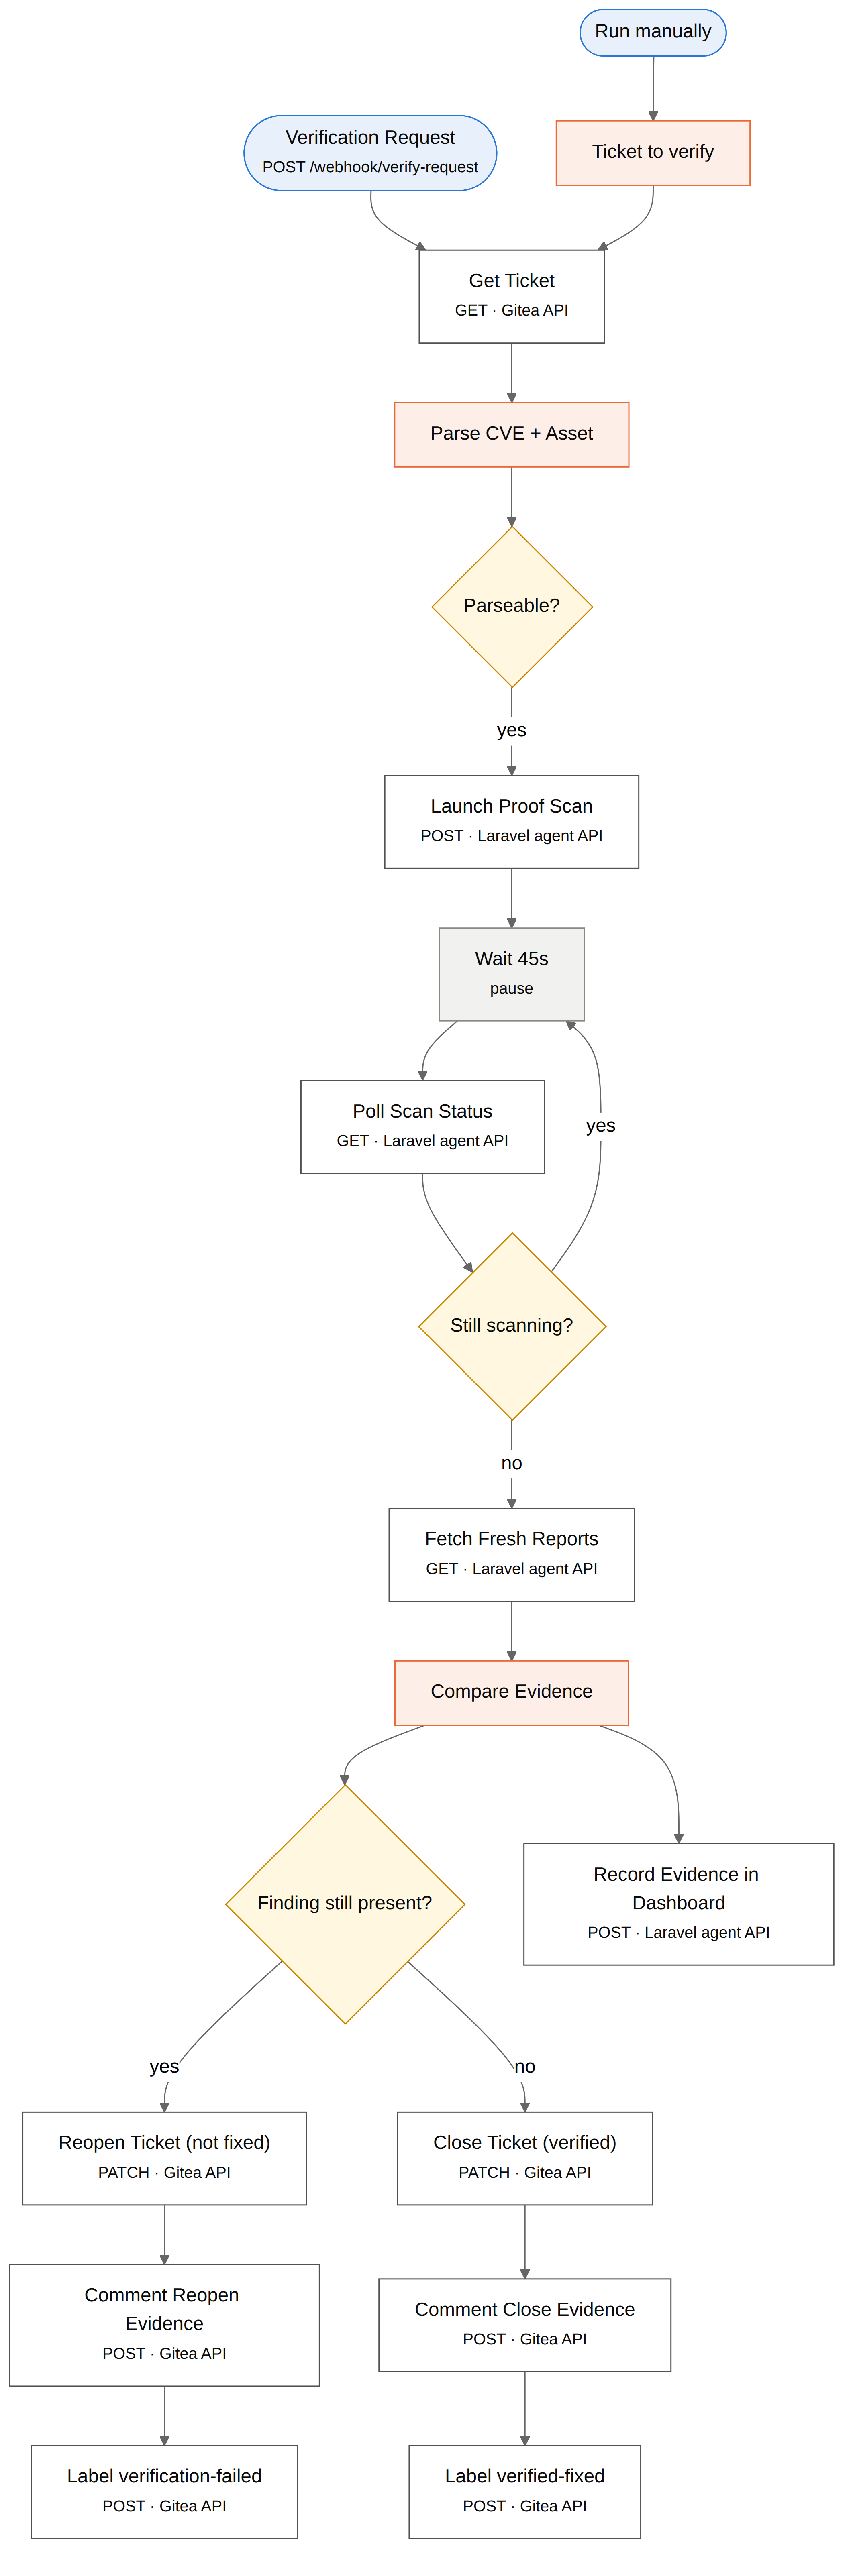 Run manually
Verification Request
POST /webhook/verify-request
Ticket to verify
Get Ticket
GET · Gitea API
Parse CVE + Asset
Parseable?
yes
Launch Proof Scan
POST · Laravel agent API
Wait 45s
pause
Poll Scan Status
GET · Laravel agent API
yes
Still scanning?
no
Fetch Fresh Reports
GET · Laravel agent API
Compare Evidence
Finding still present?
Record Evidence in
Dashboard
POST · Laravel agent API
yes
no
Reopen Ticket (not fixed)
PATCH · Gitea API
Close Ticket (verified)
PATCH · Gitea API
Comment Reopen
Evidence
POST · Gitea API
Comment Close Evidence
POST · Gitea API
Label verification-failed
POST · Gitea API
Label verified-fixed
POST · Gitea API